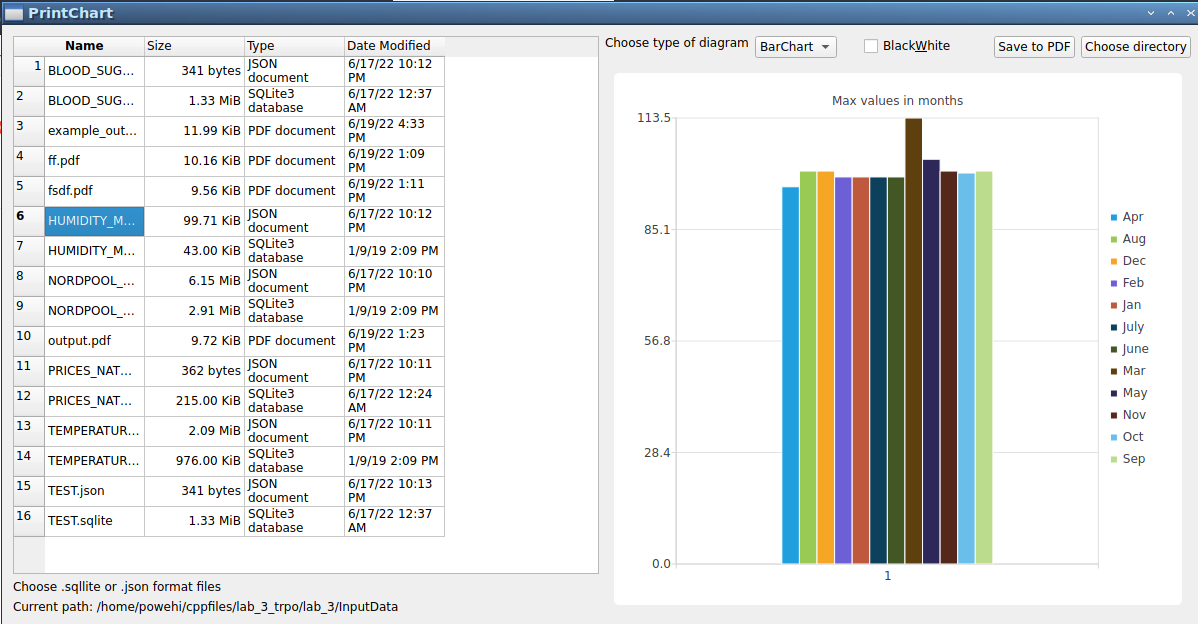 PrintChart
Name Size Type Date Modified
1 BLOOD_SUG... 341 bytes JSON document 6/17/22 10:12 PM
2 BLOOD_SUG... 1.33 MiB SQLite3 database 6/17/22 12:37 AM
3 example_out... 11.99 KiB PDF document 6/19/22 4:33 PM
4 ff.pdf 10.16 KiB PDF document 6/19/22 1:09 PM
5 fsdf.pdf 9.56 KiB PDF document 6/19/22 1:11 PM
6 HUMIDITY_M... 99.71 KiB JSON document 6/17/22 10:12 PM
7 HUMIDITY_M... 43.00 KiB SQLite3 database 1/9/19 2:09 PM
8 NORDPOOL_... 6.15 MiB JSON document 6/17/22 10:10 PM
9 NORDPOOL_... 2.91 MiB SQLite3 database 1/9/19 2:09 PM
10 output.pdf 9.72 KiB PDF document 6/19/22 1:23 PM
11 PRICES_NAT... 362 bytes JSON document 6/17/22 10:11 PM
12 PRICES_NAT... 215.00 KiB SQLite3 database 6/17/22 12:24 AM
13 TEMPERATUR... 2.09 MiB JSON document 6/17/22 10:11 PM
14 TEMPERATUR... 976.00 KiB SQLite3 database 1/9/19 2:09 PM
15 TEST.json 341 bytes JSON document 6/17/22 10:13 PM
16 TEST.sqlite 1.33 MiB SQLite3 database 6/17/22 12:37 AM
Choose .sqllite or .json format files
Current path: /home/powehi/cppfiles/lab_3_trpo/lab_3/InputData
Choose type of diagram BarChart BlackWhite Save to PDF Choose directory
Max values in months
113.5
85.1
56.8
28.4
0.0
1
Apr
Aug
Dec
Feb
Jan
July
June
Mar
May
Nov
Oct
Sep